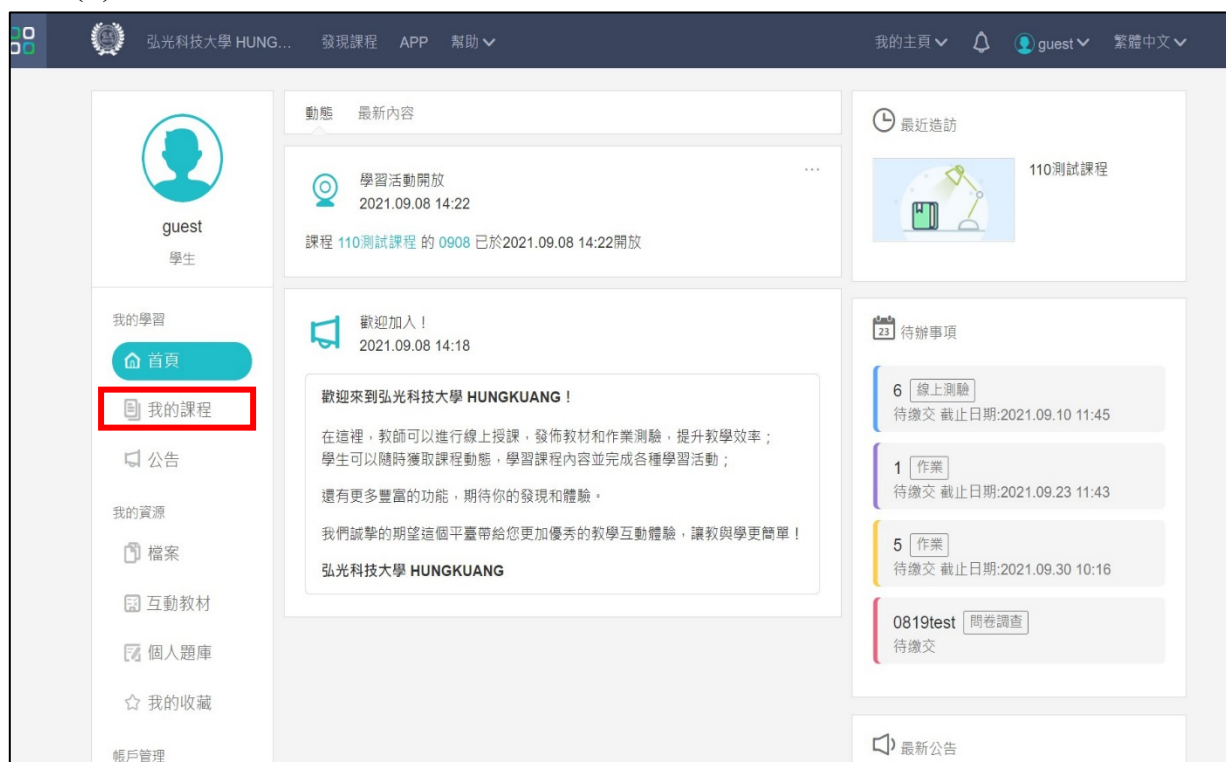 弘光科技大學 HUNG... 發現課程 APP 幫助
我的主頁 guest 繁體中文
guest
學生
我的學習
首頁
我的課程
公告
我的資源
檔案
互動教材
個人題庫
我的收藏
帳戶管理
動態 最新內容
學習活動開放
2021.09.08 14:22
...
課程 110測試課程 的 0908 已於2021.09.08 14:22開放
歡迎加入！
2021.09.08 14:18
歡迎來到弘光科技大學 HUNGKUANG！
在這裡，教師可以進行線上授課，發佈教材和作業測驗，提升教學效率；
學生可以隨時獲取課程動態，學習課程內容並完成各種學習活動；
還有更多豐富的功能，期待你的發現和體驗。
我們誠摯的期望這個平臺帶給您更加優秀的教學互動體驗，讓教與學更簡單！
弘光科技大學 HUNGKUANG
最近造訪
110測試課程
23 待辦事項
6 線上測驗
待繳交 截止日期:2021.09.10 11:45
1 作業
待繳交 截止日期:2021.09.23 11:43
5 作業
待繳交 截止日期:2021.09.30 10:16
0819test 問卷調查
待繳交
最新公告